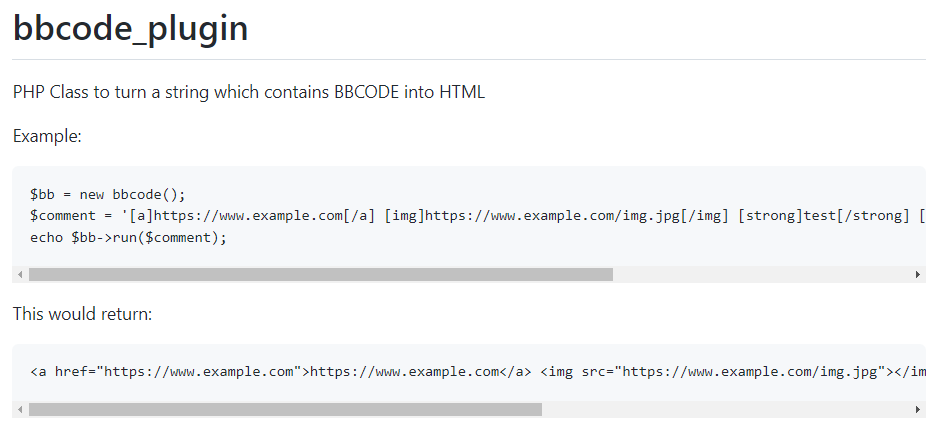 bbcode_plugin
PHP Class to turn a string which contains BBCODE into HTML
Example:
$bb = new bbcode();
$comment = '[a]https://www.example.com[/a] [img]https://www.example.com/img.jpg[/img] [strong]test[/strong] [
echo $bb->run($comment);
This would return:
<a href="https://www.example.com">https://www.example.com</a> <img src="https://www.example.com/img.jpg"></im